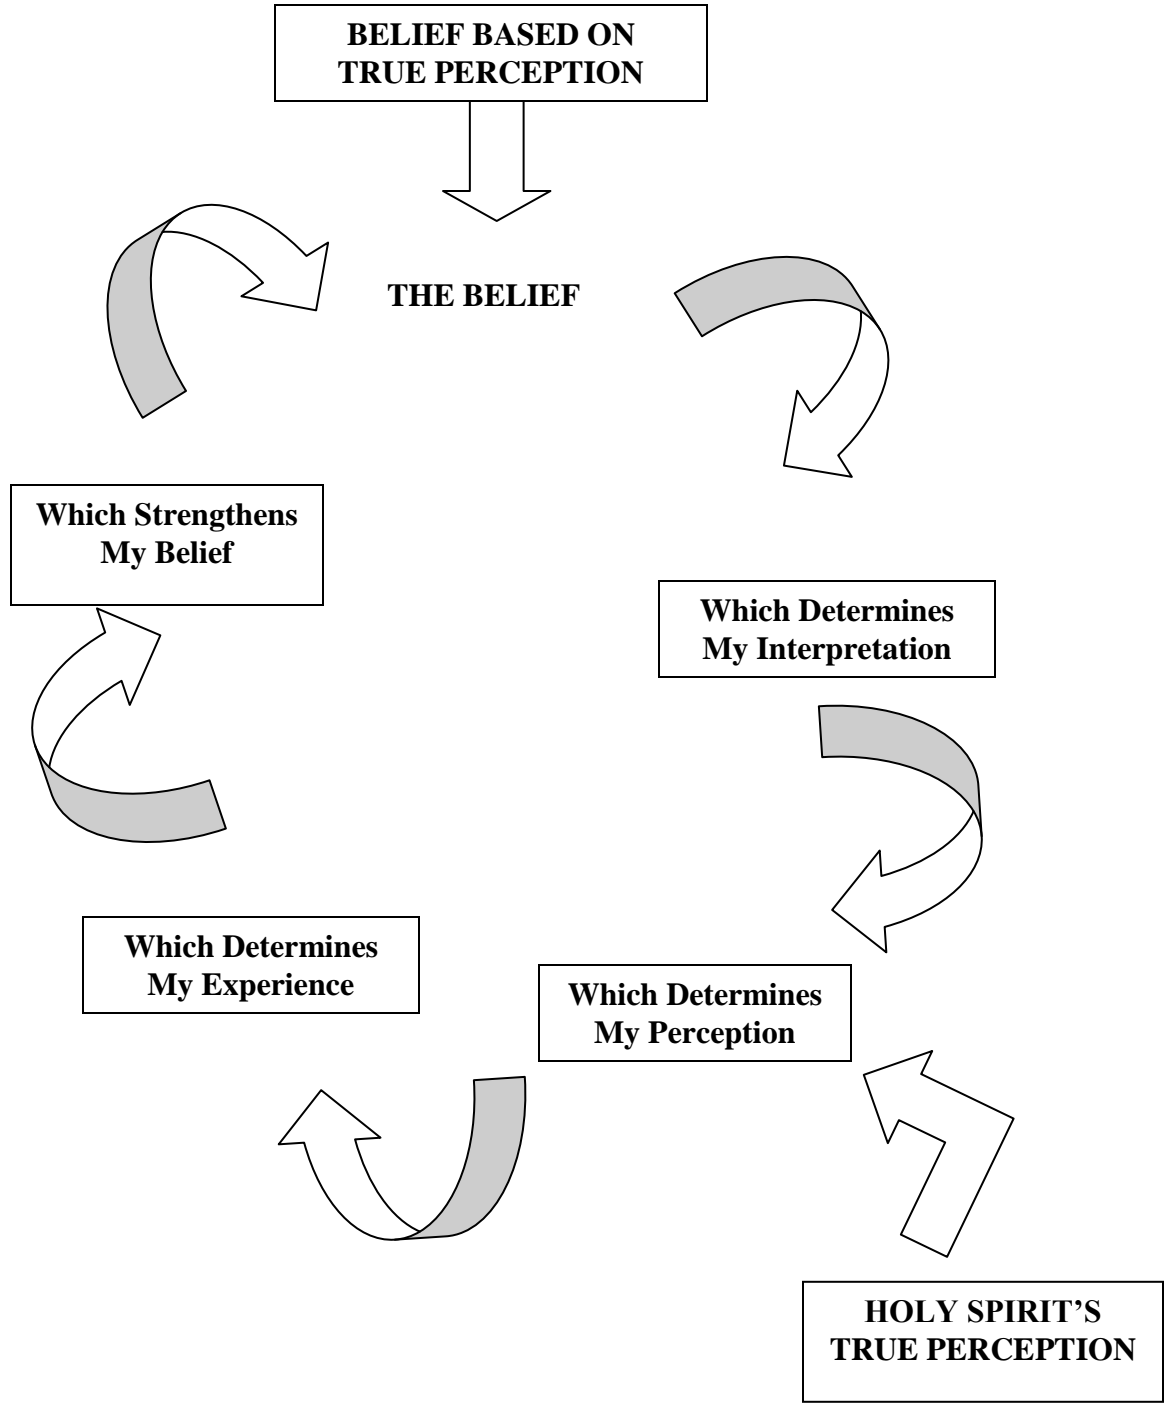 BELIEF BASED ON
TRUE PERCEPTION
THE BELIEF
Which Strengthens
My Belief
Which Determines
My Interpretation
Which Determines
My Experience
Which Determines
My Perception
HOLY SPIRIT’S
TRUE PERCEPTION